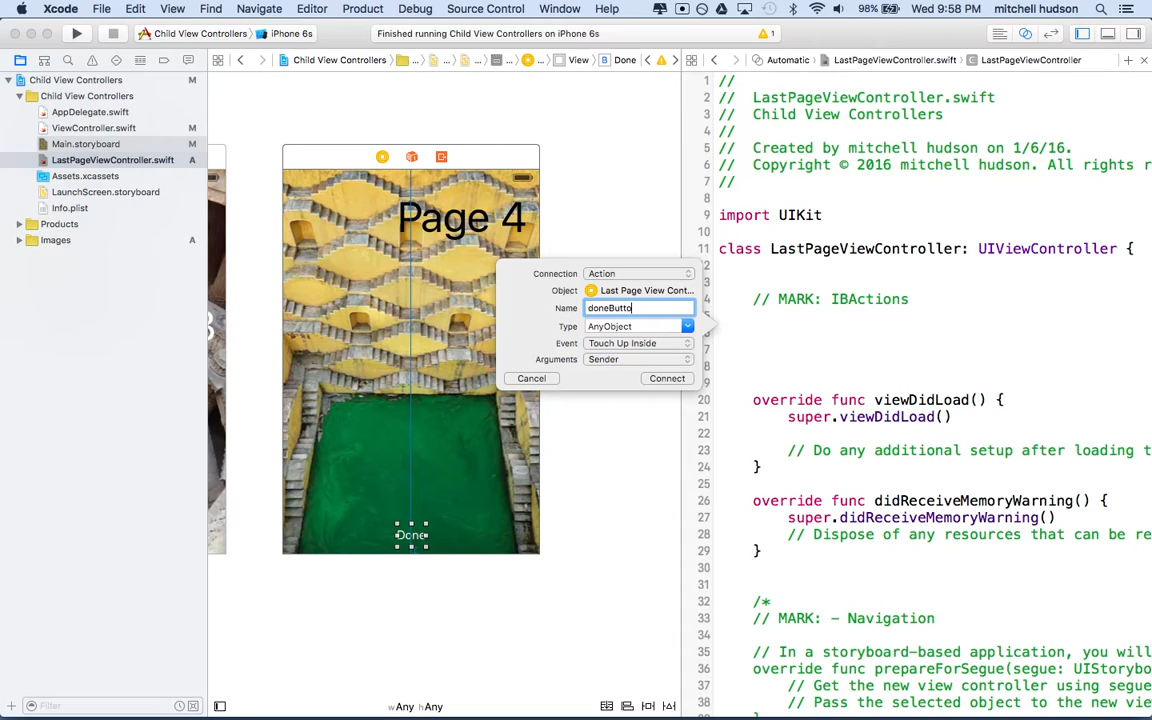 Xcode File Edit View Find Navigate Editor Product Debug Source Control Window Help 98% Wed 9:58 PM mitchell hudson
Child View Controllers iPhone 6s Finished running Child View Controllers on iPhone 6s 1
Child View Controllers ... ... ... ... ... View B Done Automatic LastPageViewController.swift C LastPageViewController
Child View Controllers M
Child View Controllers
AppDelegate.swift
ViewController.swift M
Main.storyboard M
LastPageViewController.swift A
Assets.xcassets
LaunchScreen.storyboard
Info.plist
Products
Images A
Page 4
Done
Connection Action
Object Last Page View Cont...
Name doneButto
Type AnyObject
Event Touch Up Inside
Arguments Sender
Cancel Connect
1 //
2 // LastPageViewController.swift
3 // Child View Controllers
4 //
5 // Created by mitchell hudson on 1/6/16.
6 // Copyright © 2016 mitchell hudson. All rights r
7 //
8
9 import UIKit
10
11 class LastPageViewController: UIViewController {
2
3
4 // MARK: IBActions
7
8
9
20 override func viewDidLoad() {
21 super.viewDidLoad()
22
23 // Do any additional setup after loading t
24 }
25
26 override func didReceiveMemoryWarning() {
27 super.didReceiveMemoryWarning()
28 // Dispose of any resources that can be re
29 }
30
31
32 /*
33 // MARK: - Navigation
34
35 // In a storyboard-based application, you will
36 override func prepareForSegue(segue: UIStorybo
37 // Get the new view controller using segue
38 // Pass the selected object to the new vie
Filter
wAny hAny